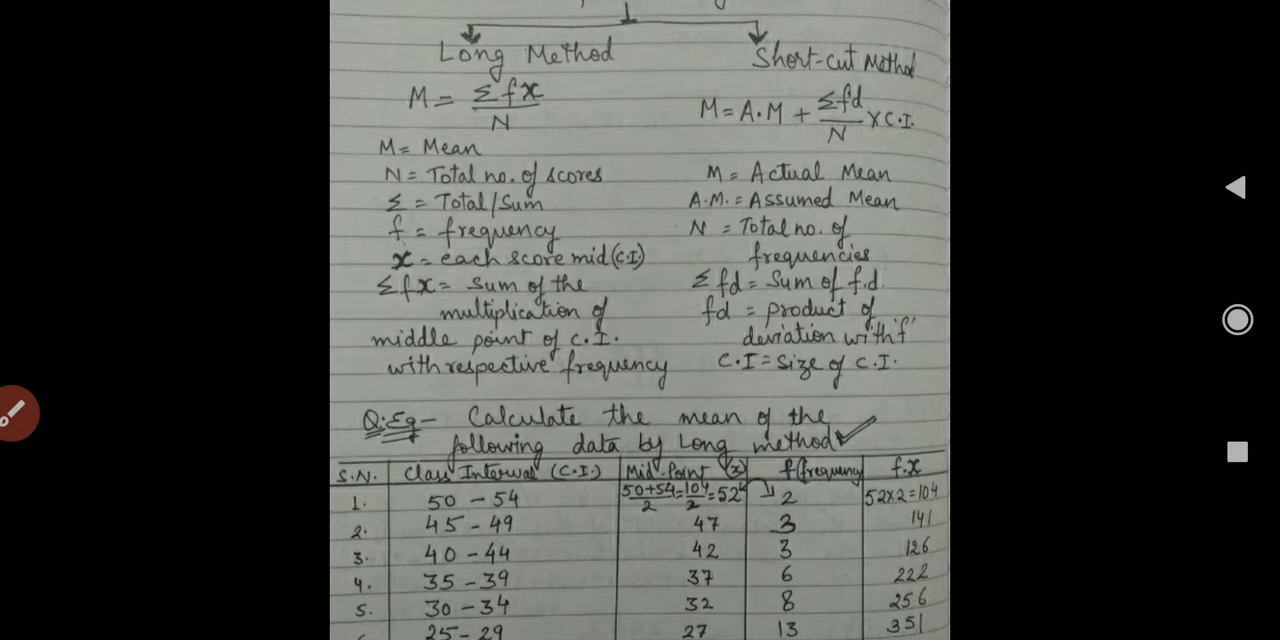 Long Method
Short-cut Method
M = Σfx / N
M = A.M + Σfd / N × C.I.
M = Mean
N = Total no. of scores
Σ = Total/Sum
f = frequency
x = each score mid (C.I)
Σfx = Sum of the
multiplication of
middle point of C.I.
with respective frequency
M = Actual Mean
A.M. = Assumed Mean
N = Total no. of
frequencies
Σfd = Sum of f.d.
fd = product of
deviation with 'f'
C.I = Size of C.I.
Q:Eg- Calculate the mean of the
following data by Long method
S.N. Class Interval (C.I.) Mid-Point (x) f(frequency f.x
1. 50 - 54 50+54/2 = 104/2 = 52 2 52x2=104
2. 45 - 49 47 3 141
3. 40 - 44 42 3 126
4. 35 - 39 37 6 222
5. 30 - 34 32 8 256
25 - 29 27 13 351